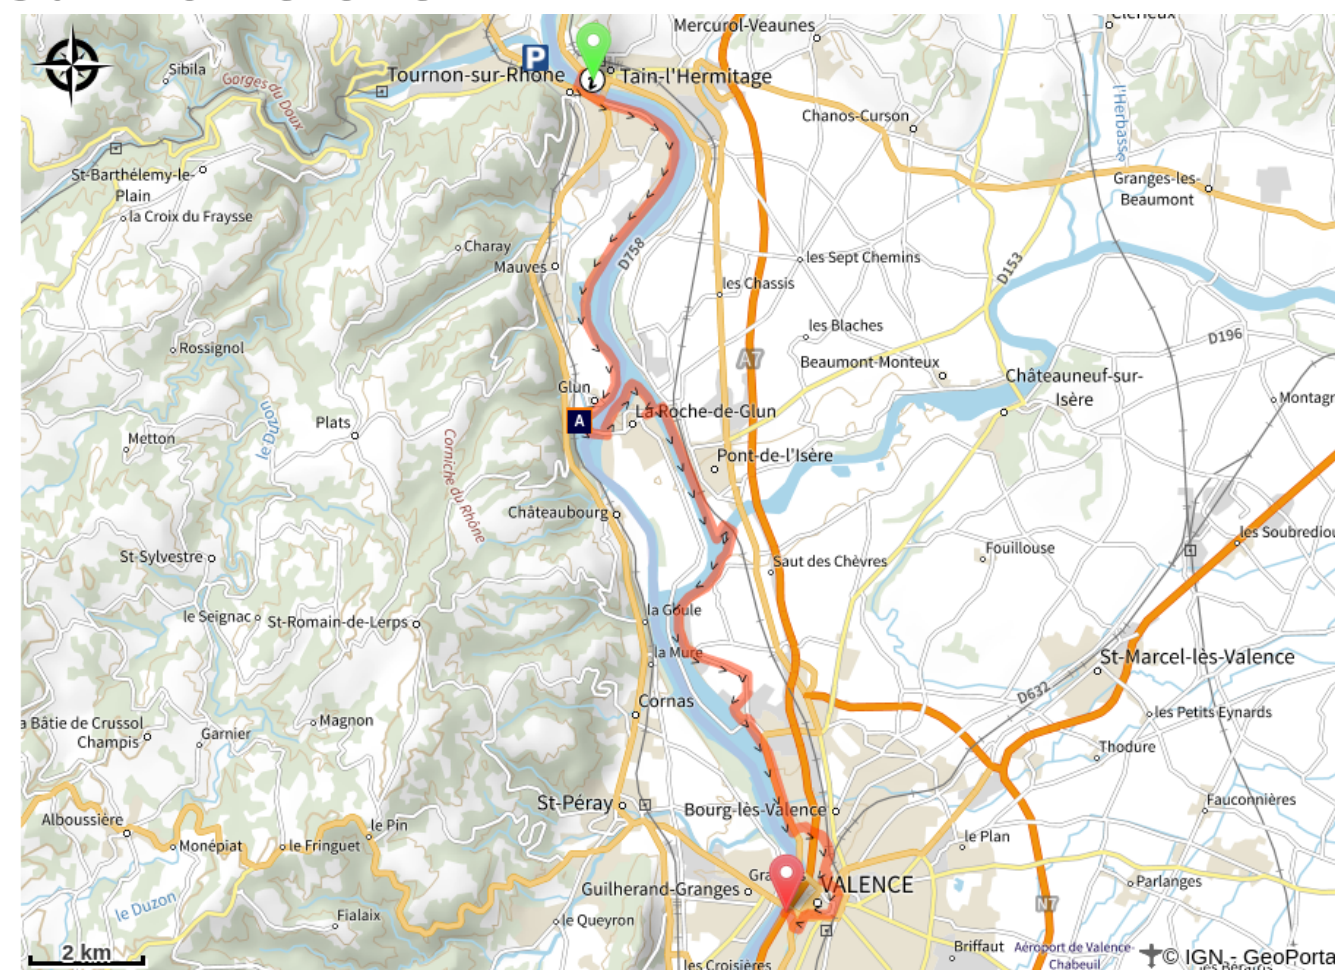 Mercurol-Veaunes
Clérieux
P
Sibila
Tournon-sur-Rhône
Tain-l'Hermitage
Gorges du Doux
l'Herbasse
Chanos-Curson
St-Barthélemy-le-
Plain
Granges-les-
Beaumont
la Croix du Fraysse
Charay
D758
Mauves
les Sept Chemins
D153
les Chassis
les Blaches
D196
Rossignol
A7
Beaumont-Monteux
Châteauneuf-sur-
Isère
Glun
Montagn
A
La Roche-de-Glun
Plats
le Duzon
Metton
Corniche du Rhône
Pont-de-l'Isère
Châteaubourg
les Soubrediou
St-Sylvestre
Fouillouse
Saut des Chèvres
la Goule
le Seignac
St-Romain-de-Lerps
la Mure
St-Marcel-lès-Valence
D632
Cornas
les Petits Eynards
a Bâtie de Crussol
Champis
Magnon
Garnier
Thodure
St-Péray
Bourg-lès-Valence
Fauconnières
Alboussière
le Pin
le Plan
Monépiat
le Fringuet
VALENCE
Guilherand-Granges
Parlanges
le Duzon
N7
Fialaix
le Queyron
Briffaut
Aéroport de Valence-
Chabeuil
2 km
les Croisières
© IGN - GeoPorta